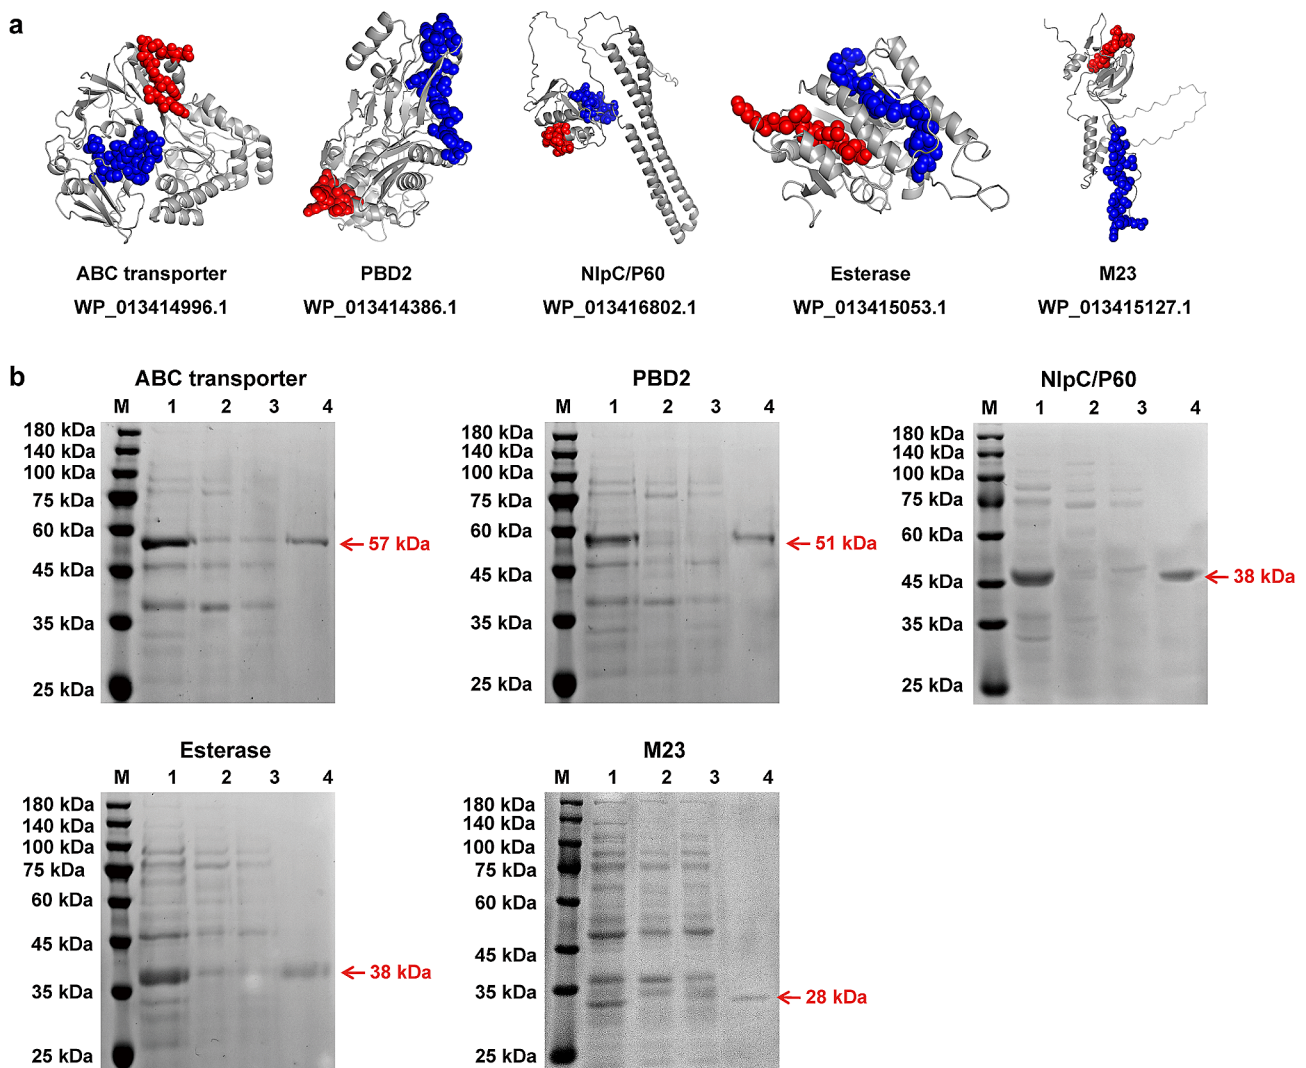 a
ABC transporter PBD2 NlpC/P60 Esterase M23
WP_013414996.1 WP_013414386.1 WP_013416802.1 WP_013415053.1 WP_013415127.1
b
ABC transporter
M 1 2 3 4
180 kDa
140 kDa
100 kDa
75 kDa
60 kDa
57 kDa
45 kDa
35 kDa
25 kDa
PBD2
M 1 2 3 4
180 kDa
140 kDa
100 kDa
75 kDa
60 kDa
51 kDa
45 kDa
35 kDa
25 kDa
NlpC/P60
M 1 2 3 4
180 kDa
140 kDa
100 kDa
75 kDa
60 kDa
38 kDa
45 kDa
35 kDa
25 kDa
Esterase
M 1 2 3 4
180 kDa
140 kDa
100 kDa
75 kDa
60 kDa
45 kDa
38 kDa
35 kDa
25 kDa
M23
M 1 2 3 4
180 kDa
140 kDa
100 kDa
75 kDa
60 kDa
45 kDa
35 kDa
28 kDa
25 kDa